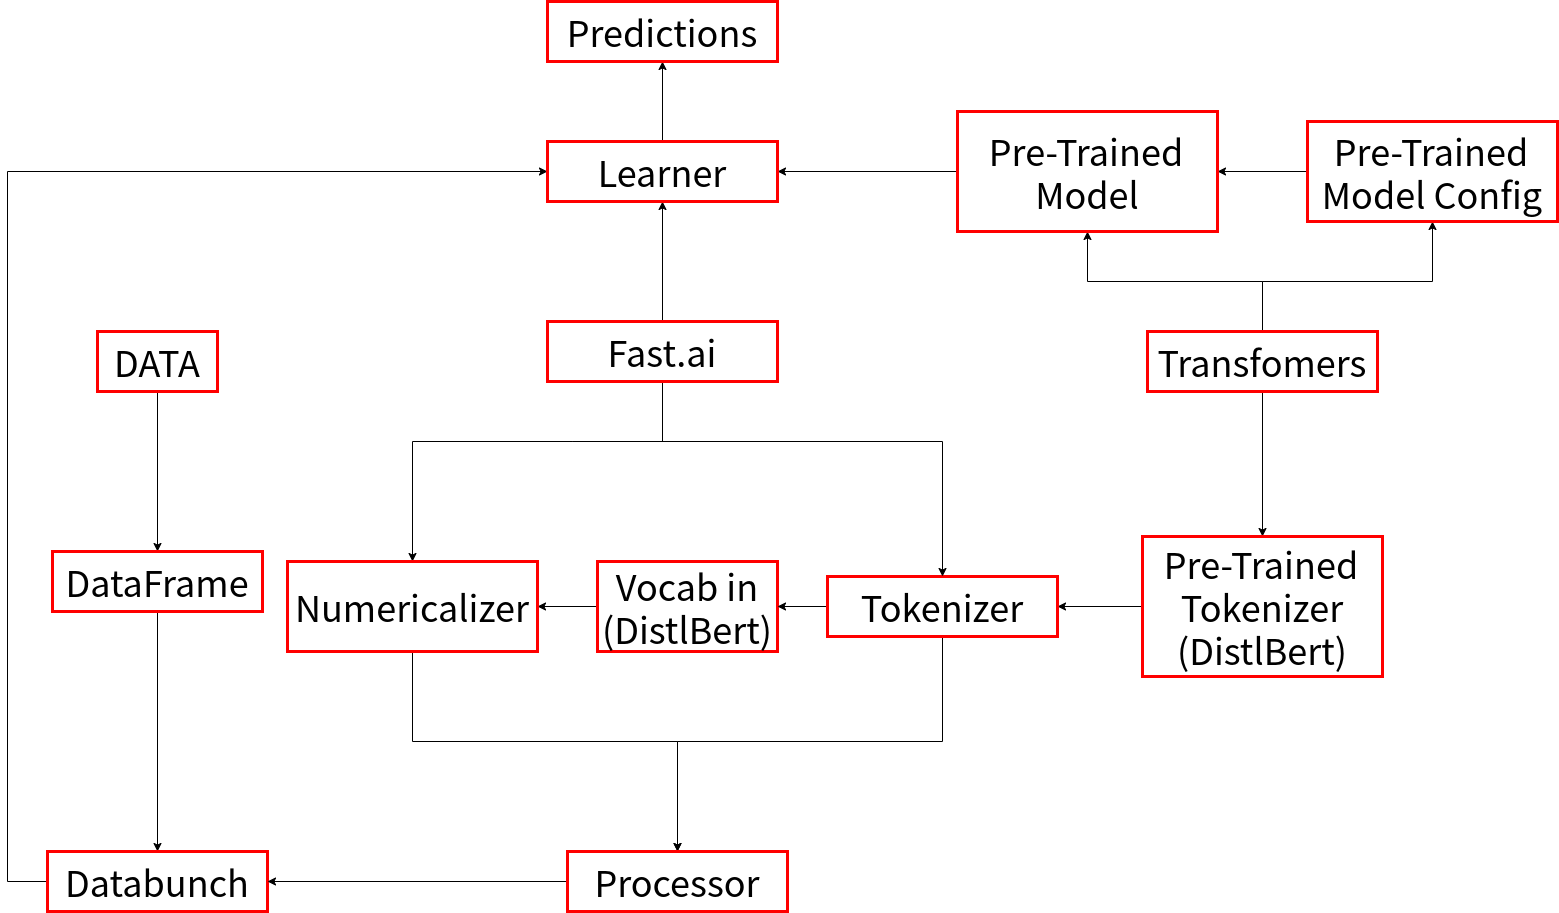 Predictions
Learner
Pre-Trained
Model
Pre-Trained
Model Config
Fast.ai
DATA
Transfomers
DataFrame
Numericalizer
Vocab in
(DistlBert)
Tokenizer
Pre-Trained
Tokenizer
(DistlBert)
Databunch
Processor